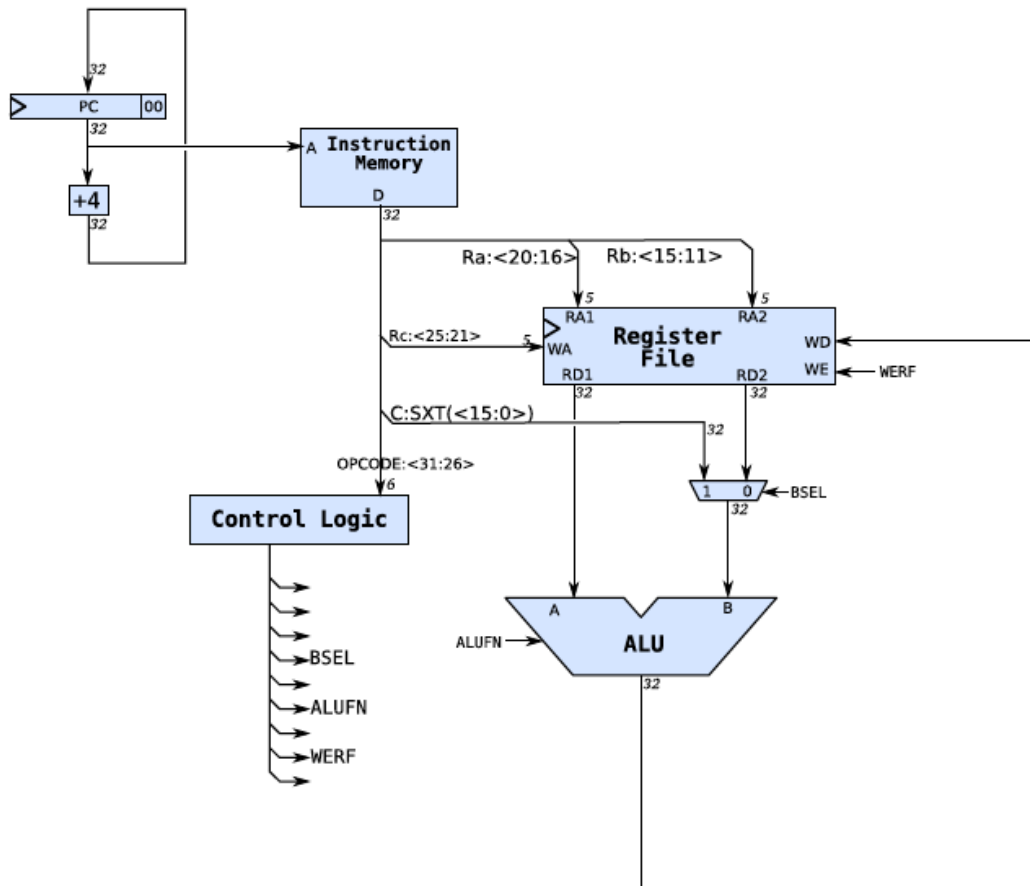 32
PC 00
32
A Instruction
Memory
+4
D
32
32
Ra:<20:16> Rb:<15:11>
5 5
RA1 RA2
Rc:<25:21> 5 Register WD
WA File
RD1 RD2 WE WERF
32 32
C:SXT(<15:0>) 32
OPCODE:<31:26>
6
1 0 BSEL
32
Control Logic
A B
ALUFN ALU
BSEL
32
ALUFN
WERF